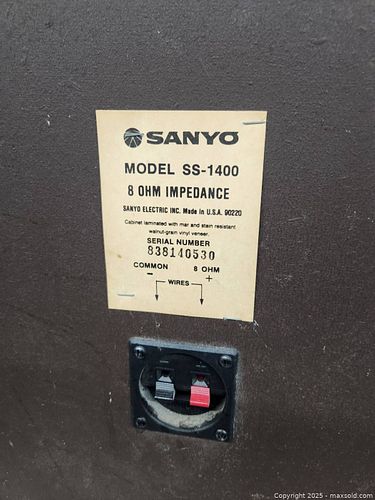 SANYO
MODEL SS-1400
8 OHM IMPEDANCE
SANYO ELECTRIC INC. Made in U.S.A. 90220
Cabinet laminated with mar and stain resistant
walnut-grain vinyl veneer.
SERIAL NUMBER
838140530
COMMON 8 OHM
- +
WIRES
Copyright 2025 - maxsold.com